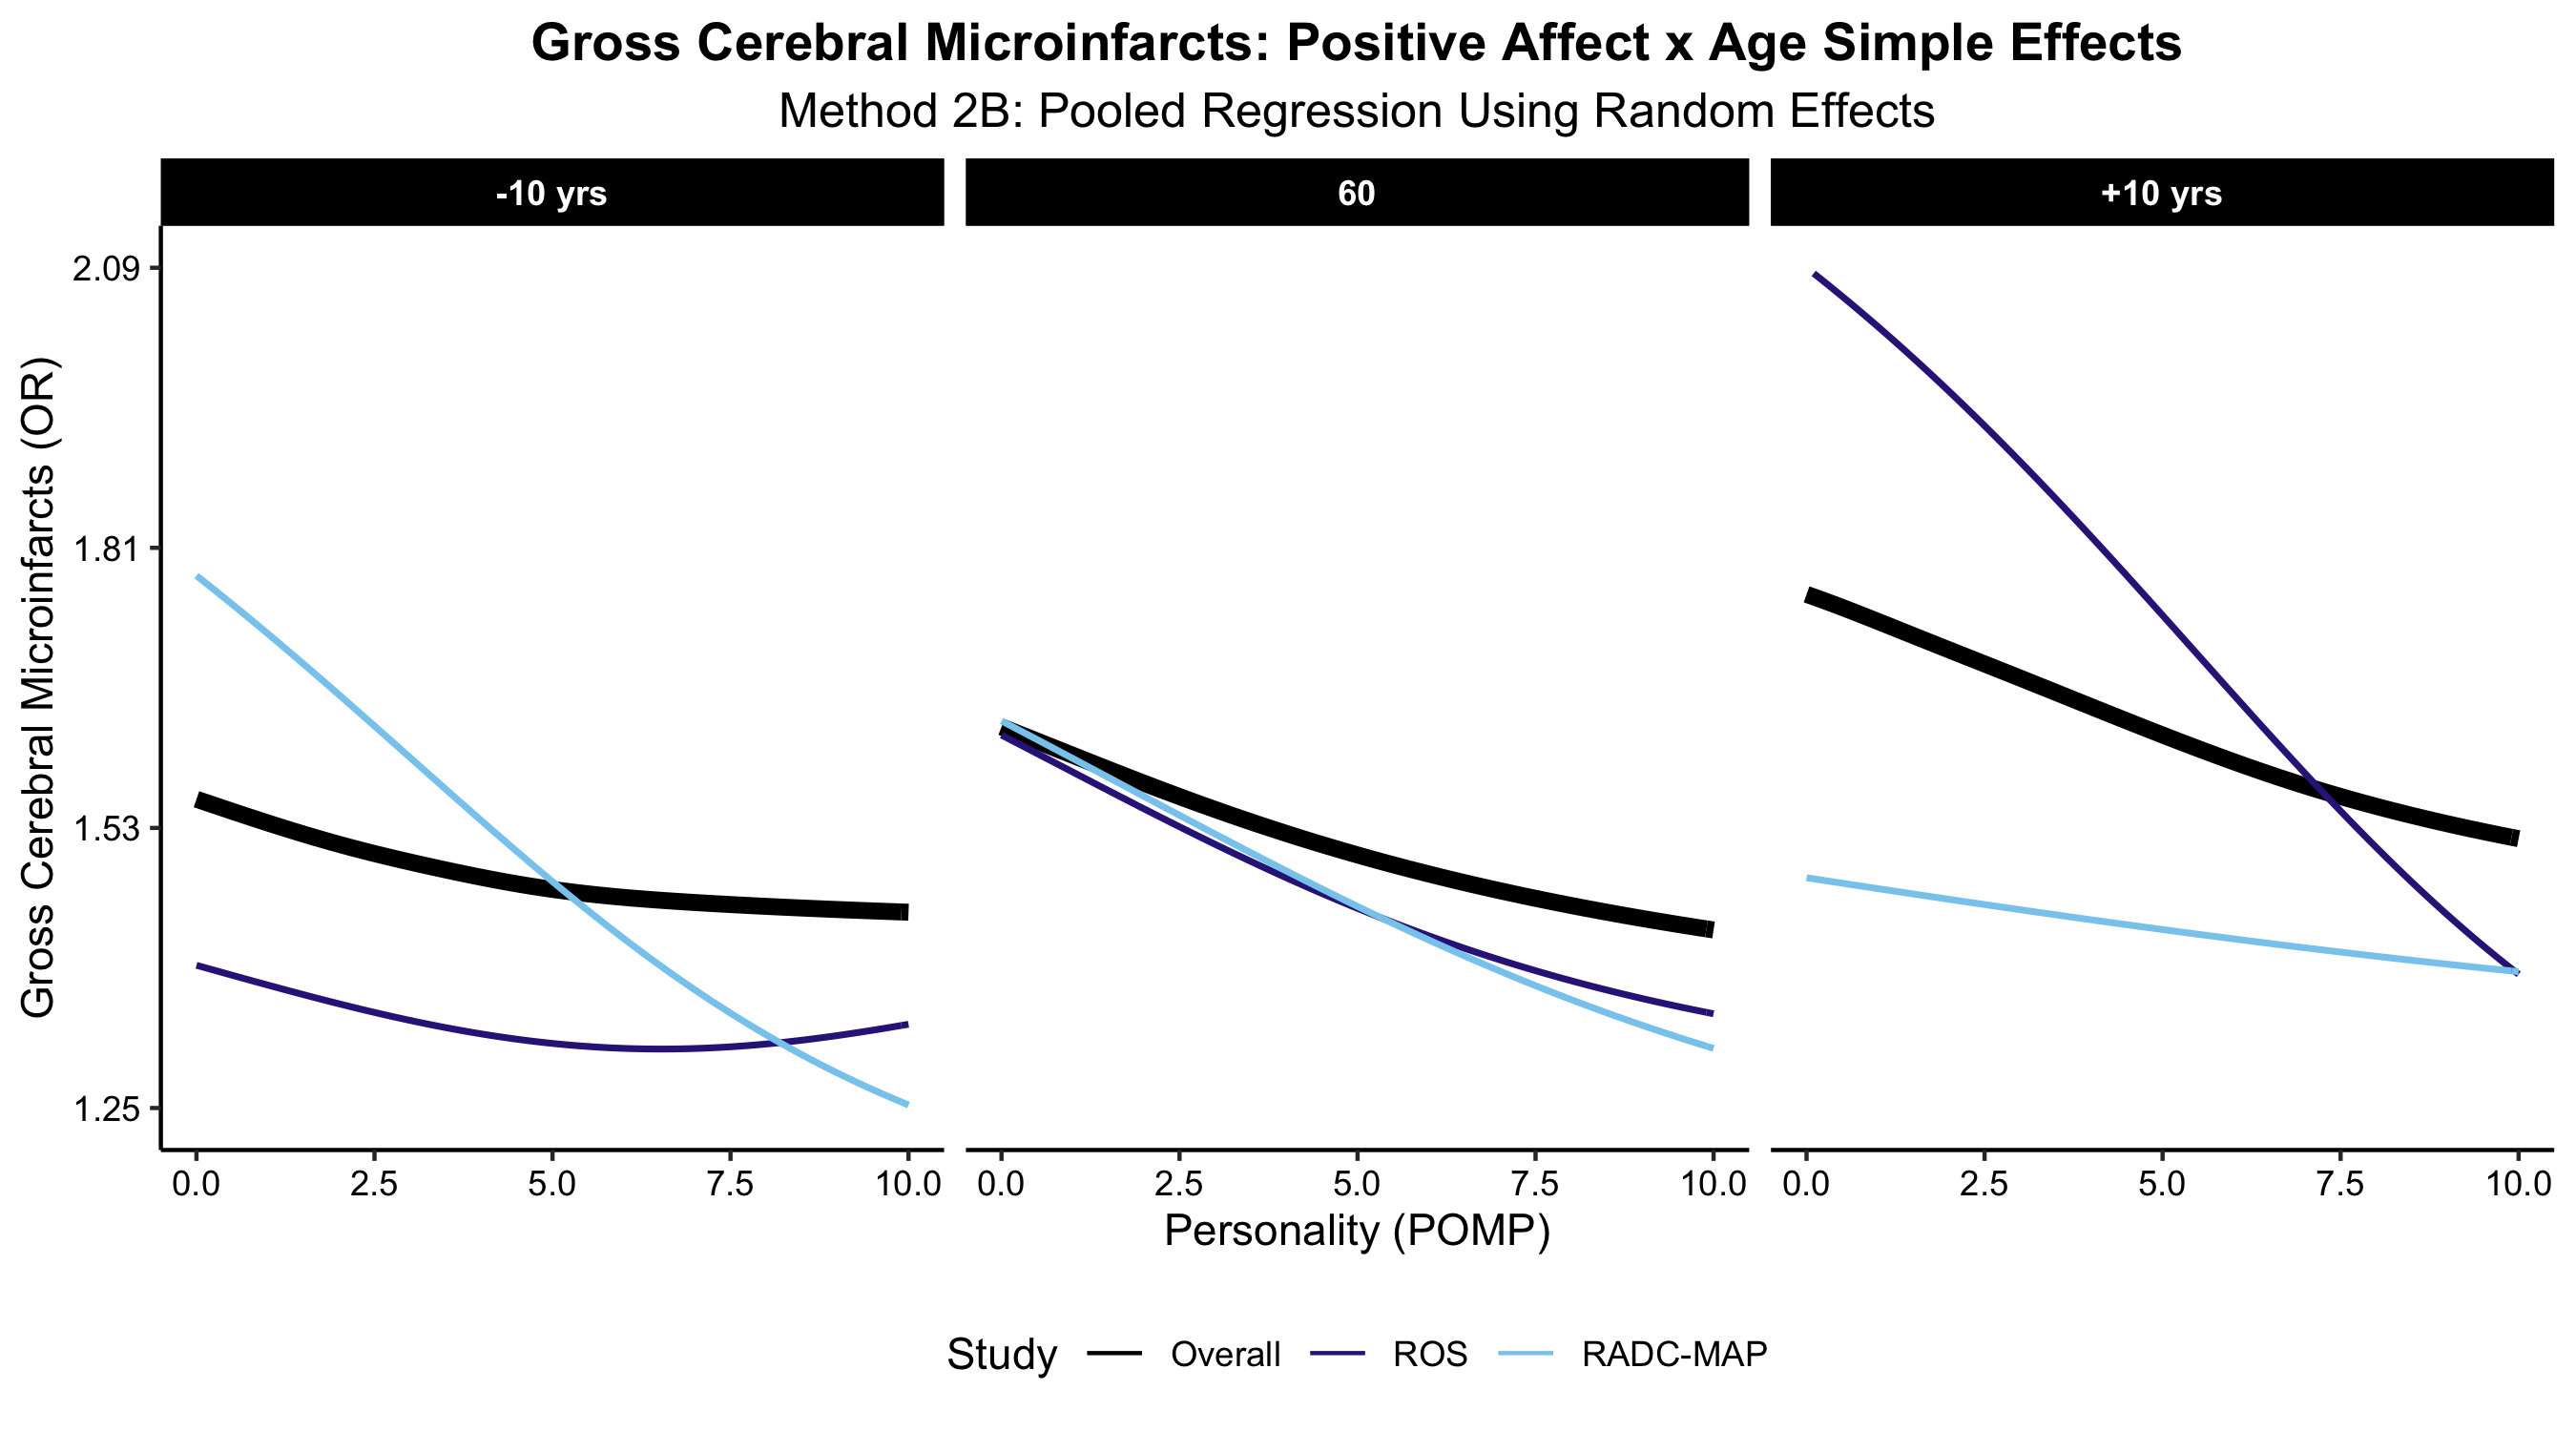 Gross Cerebral Microinfarcts: Positive Affect x Age Simple Effects
Method 2B: Pooled Regression Using Random Effects
-10 yrs
60
+10 yrs
Gross Cerebral Microinfarcts (OR)
2.09
1.81
1.53
1.25
0.0 2.5 5.0 7.5 10.0
0.0 2.5 5.0 7.5 10.0
0.0 2.5 5.0 7.5 10.0
Personality (POMP)
Study Overall ROS RADC-MAP